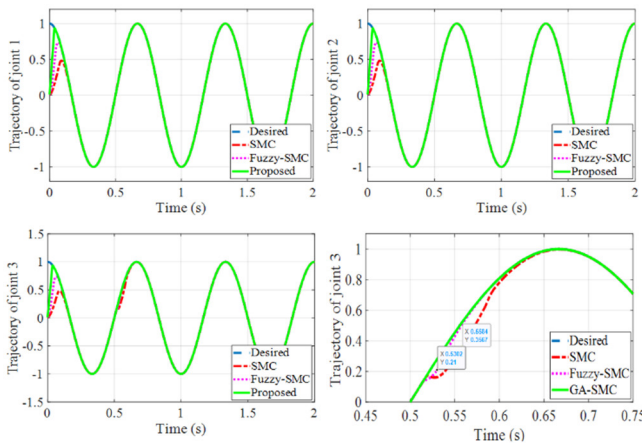 Trajectory of joint 1
1
0.5
0
-0.5
-1
0 0.5 1 1.5 2
Time (s)
Desired
SMC
Fuzzy-SMC
Proposed
Trajectory of joint 2
1
0.5
0
-0.5
-1
0 0.5 1 1.5 2
Time (s)
Desired
SMC
Fuzzy-SMC
Proposed
Trajectory of joint 3
1.5
1
0.5
0
-0.5
-1
-1.5
0 0.5 1 1.5 2
Time (s)
Desired
SMC
Fuzzy-SMC
Proposed
Trajectory of joint 3
1
0.8
0.6
0.4
0.2
0
0.45 0.5 0.55 0.6 0.65 0.7 0.75
Time (s)
X
Y
X
Y 0.21
Desired
SMC
Fuzzy-SMC
GA-SMC